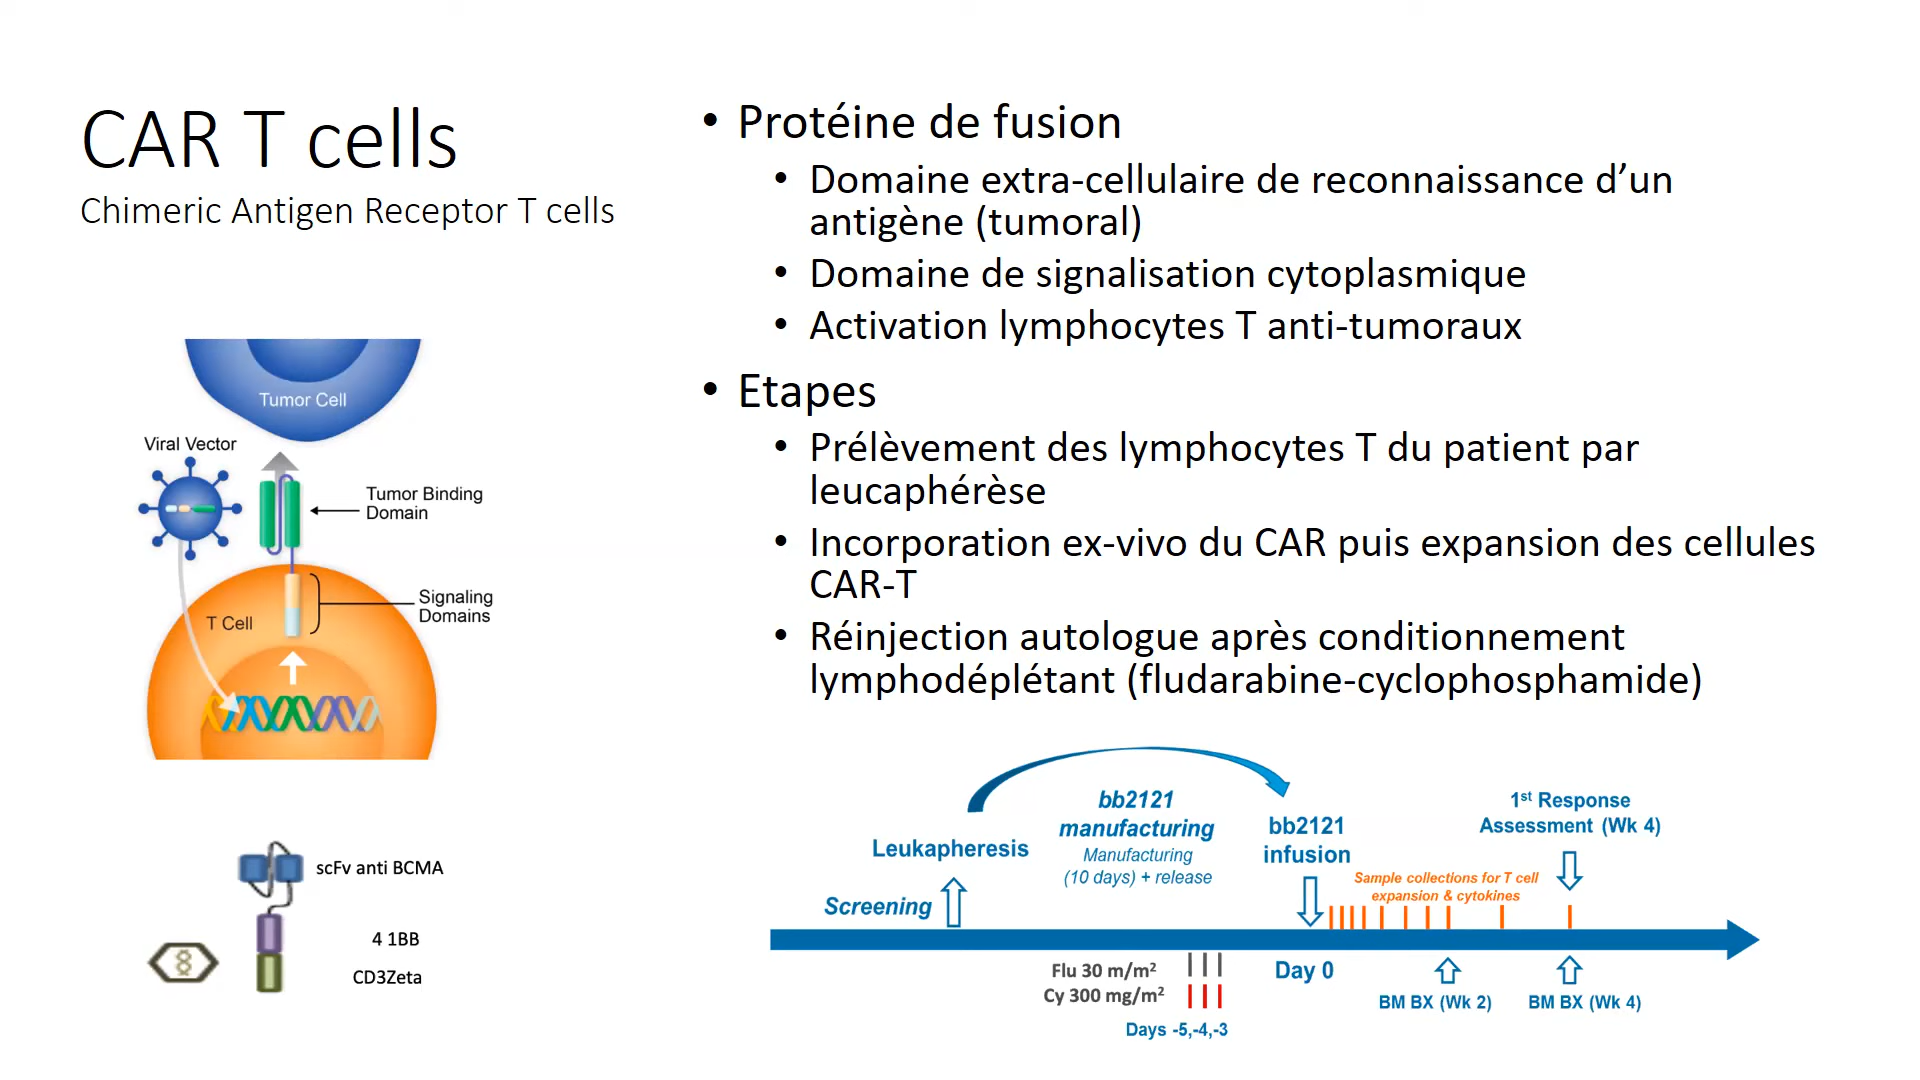 CAR T cells
Chimeric Antigen Receptor T cells
• Protéine de fusion
• Domaine extra-cellulaire de reconnaissance d’un
antigène (tumoral)
• Domaine de signalisation cytoplasmique
• Activation lymphocytes T anti-tumoraux
• Etapes
• Prélèvement des lymphocytes T du patient par
leucaphérèse
• Incorporation ex-vivo du CAR puis expansion des cellules
CAR-T
• Réinjection autologue après conditionnement
lymphodéplétant (fludarabine-cyclophosphamide)
Tumor Cell
Viral Vector
Tumor Binding
Domain
Signaling
Domains
T Cell
scFv anti BCMA
4 1BB
CD3Zeta
Screening
Leukapheresis
bb2121
manufacturing
Manufacturing
(10 days) + release
bb2121
infusion
1st Response
Assessment (Wk 4)
Sample collections for T cell
expansion & cytokines
Flu 30 m/m²
Cy 300 mg/m²
Days -5,-4,-3
Day 0
BM BX (Wk 2)
BM BX (Wk 4)